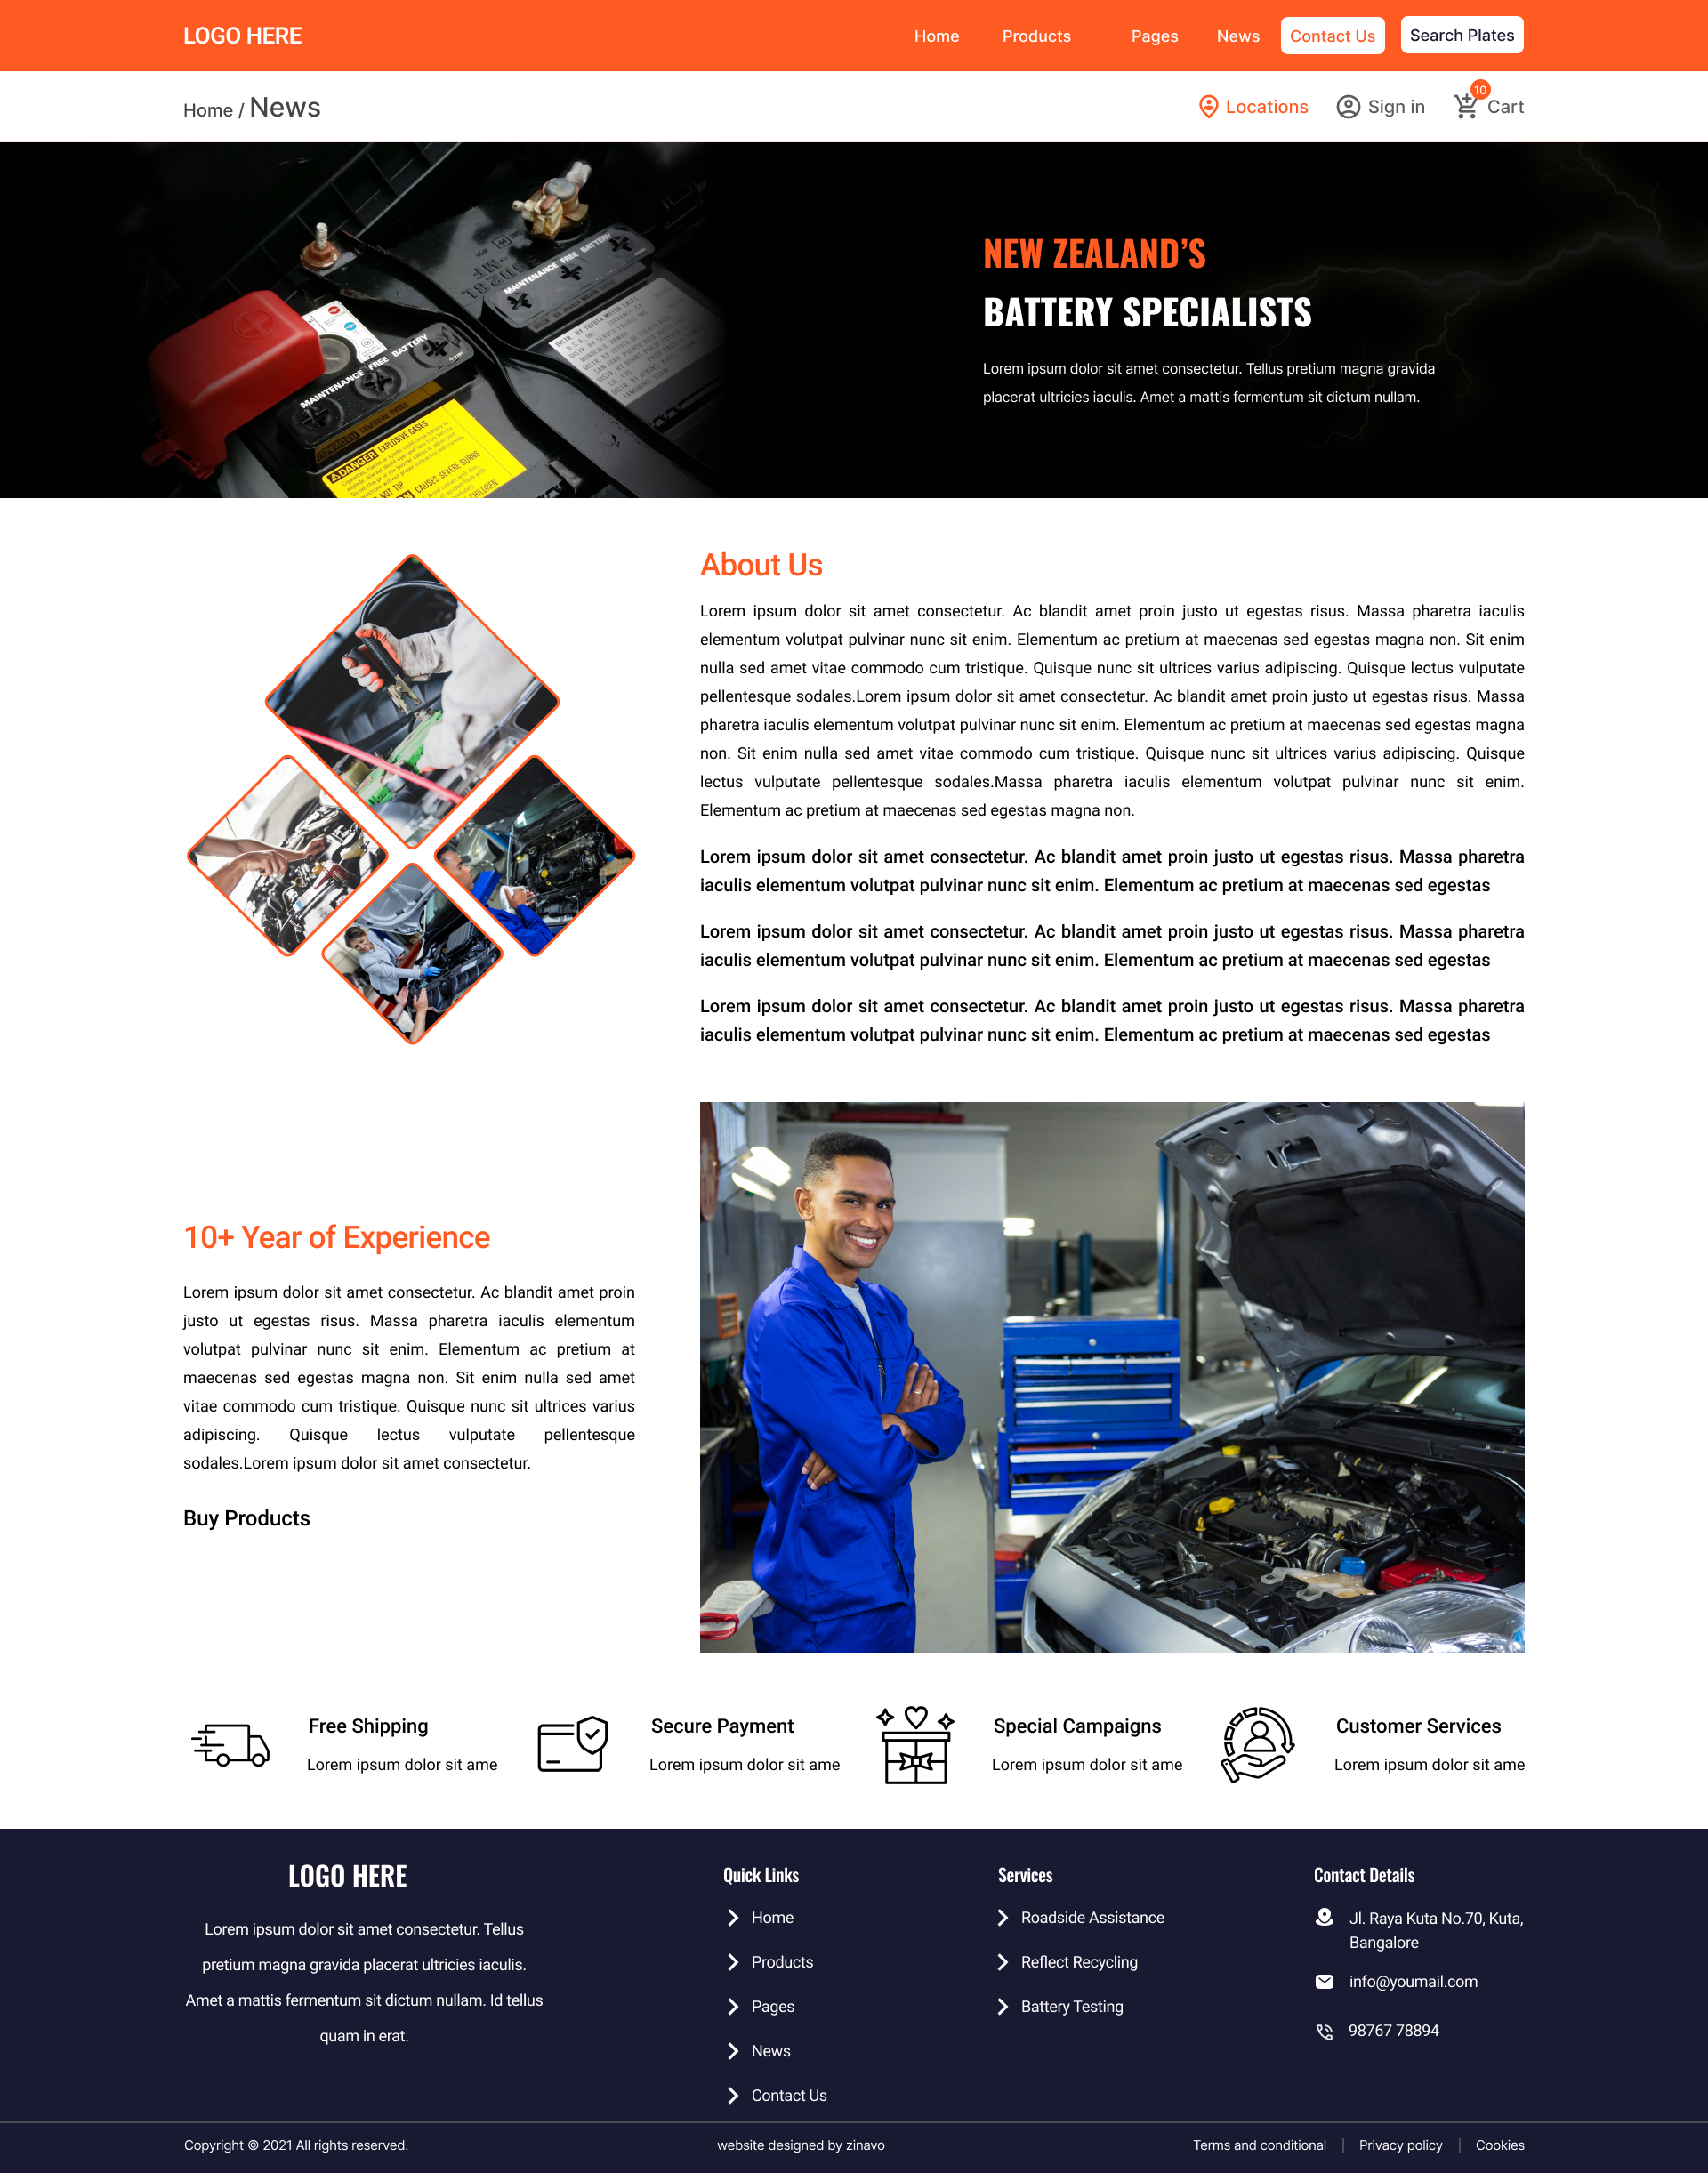 LOGO HERE
Home Products Pages News Contact Us Search Plates
Home / News
Locations Sign in 10 Cart
MAINTENANCE FREE BATTERY
MAINTENANCE FREE BATTERY
DANGER EXPLOSIVE GASES
CAUSES SEVERE BURNS
NOT TIP
CHILDREN
NEW ZEALAND’S
BATTERY SPECIALISTS
Lorem ipsum dolor sit amet consectetur. Tellus pretium magna gravida
placerat ultricies iaculis. Amet a mattis fermentum sit dictum nullam.
About Us
Lorem ipsum dolor sit amet consectetur. Ac blandit amet proin justo ut egestas risus. Massa pharetra iaculis
elementum volutpat pulvinar nunc sit enim. Elementum ac pretium at maecenas sed egestas magna non. Sit enim
nulla sed amet vitae commodo cum tristique. Quisque nunc sit ultrices varius adipiscing. Quisque lectus vulputate
pellentesque sodales.Lorem ipsum dolor sit amet consectetur. Ac blandit amet proin justo ut egestas risus. Massa
pharetra iaculis elementum volutpat pulvinar nunc sit enim. Elementum ac pretium at maecenas sed egestas magna
non. Sit enim nulla sed amet vitae commodo cum tristique. Quisque nunc sit ultrices varius adipiscing. Quisque
lectus vulputate pellentesque sodales.Massa pharetra iaculis elementum volutpat pulvinar nunc sit enim.
Elementum ac pretium at maecenas sed egestas magna non.
Lorem ipsum dolor sit amet consectetur. Ac blandit amet proin justo ut egestas risus. Massa pharetra
iaculis elementum volutpat pulvinar nunc sit enim. Elementum ac pretium at maecenas sed egestas
Lorem ipsum dolor sit amet consectetur. Ac blandit amet proin justo ut egestas risus. Massa pharetra
iaculis elementum volutpat pulvinar nunc sit enim. Elementum ac pretium at maecenas sed egestas
Lorem ipsum dolor sit amet consectetur. Ac blandit amet proin justo ut egestas risus. Massa pharetra
iaculis elementum volutpat pulvinar nunc sit enim. Elementum ac pretium at maecenas sed egestas
10+ Year of Experience
Lorem ipsum dolor sit amet consectetur. Ac blandit amet proin
justo ut egestas risus. Massa pharetra iaculis elementum
volutpat pulvinar nunc sit enim. Elementum ac pretium at
maecenas sed egestas magna non. Sit enim nulla sed amet
vitae commodo cum tristique. Quisque nunc sit ultrices varius
adipiscing. Quisque lectus vulputate pellentesque
sodales.Lorem ipsum dolor sit amet consectetur.
Buy Products
Free Shipping
Lorem ipsum dolor sit ame
Secure Payment
Lorem ipsum dolor sit ame
Special Campaigns
Lorem ipsum dolor sit ame
Customer Services
Lorem ipsum dolor sit ame
LOGO HERE
Lorem ipsum dolor sit amet consectetur. Tellus
pretium magna gravida placerat ultricies iaculis.
Amet a mattis fermentum sit dictum nullam. Id tellus
quam in erat.
Quick Links
Home
Products
Pages
News
Contact Us
Services
Roadside Assistance
Reflect Recycling
Battery Testing
Contact Details
Jl. Raya Kuta No.70, Kuta,
Bangalore
info@youmail.com
98767 78894
Copyright © 2021 All rights reserved.
website designed by zinavo
Terms and conditional | Privacy policy | Cookies